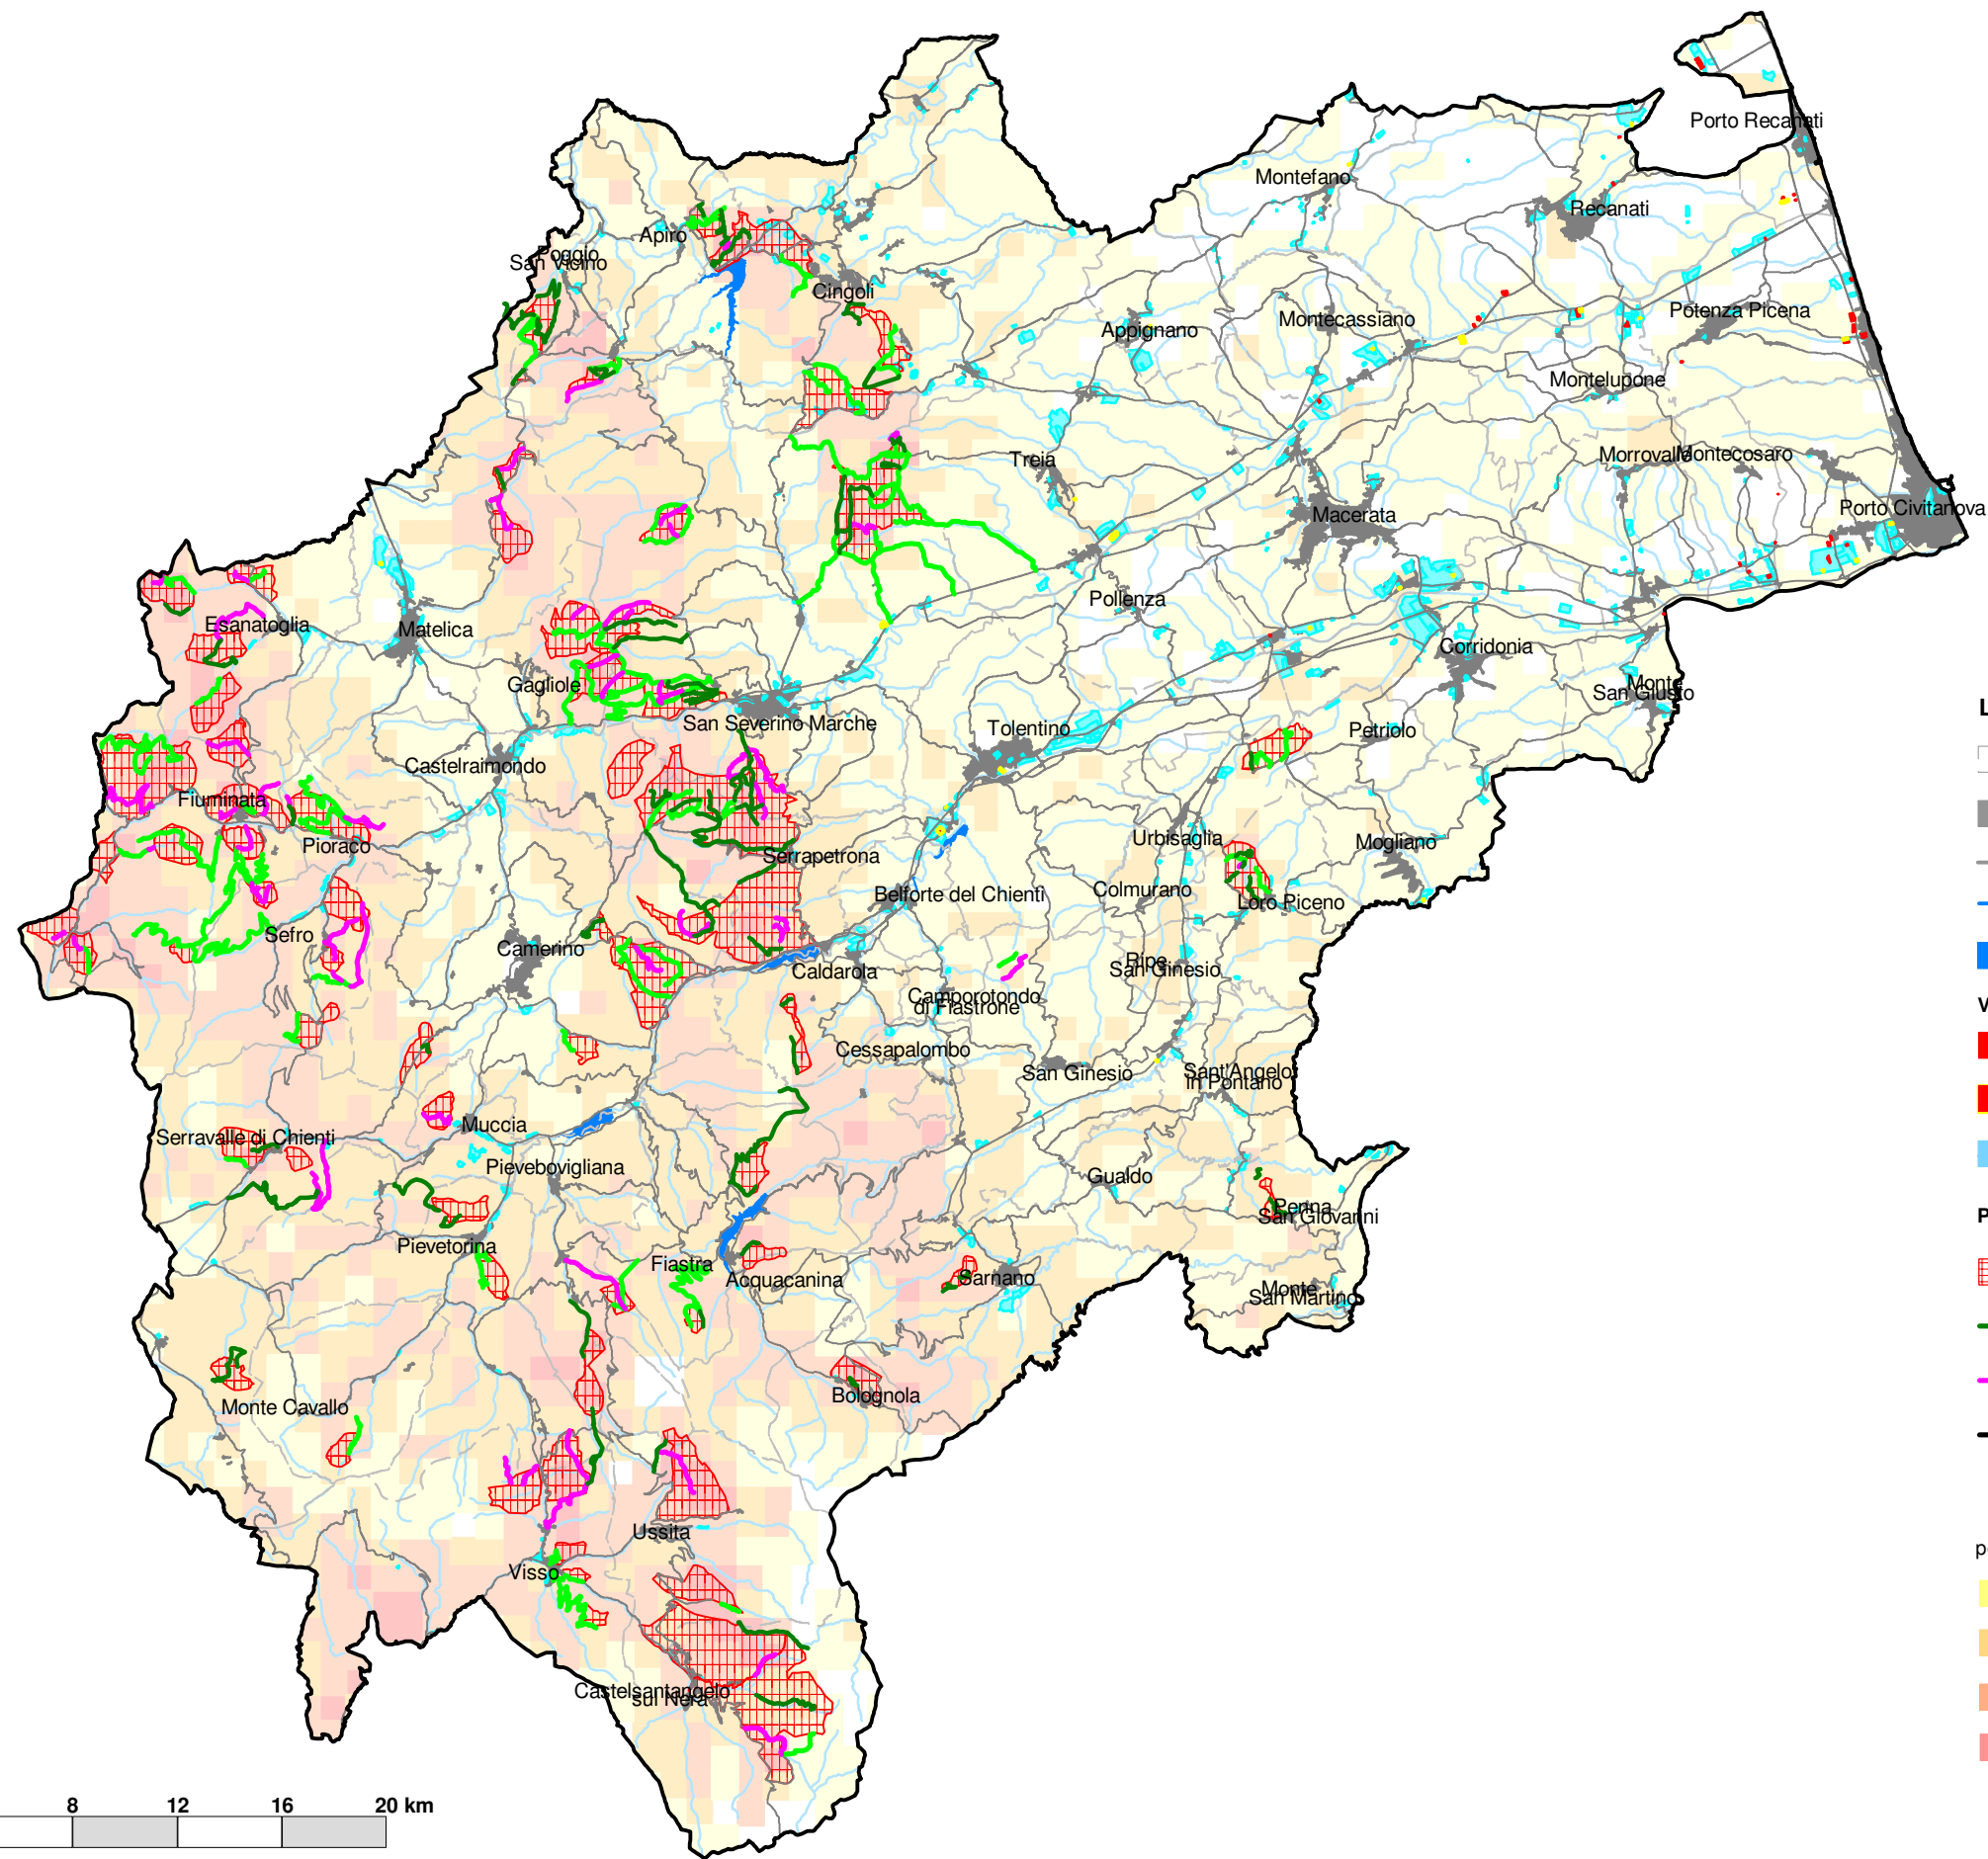 Porto Recanati
Montefano
Recanati
Apiro
Poggio
San Vicino
Cingoli
Appignano
Montecassiano
Potenza Picena
Montelupone
Treia
Morrovalle
Montecosaro
Macerata
Porto Civitanova
Pollenza
Esanatoglia
Matelica
Corridonia
Gagliole
Monte
San Giusto
San Severino Marche
Tolentino
Petriolo
Castelraimondo
Fiuminata
Pioraco
Serrapetrona
Urbisaglia
Mogliano
Belforte del Chienti
Colmurano
Loro Piceno
Sefro
Camerino
Caldarola
Ripe
San Ginesio
Camporotondo
di Fiastrone
Cessapalombo
San Ginesio
Sant'Angelo
in Pontano
Muccia
Serravalle di Chienti
Pievebovigliana
Gualdo
Penna
San Giovanni
Pievetorina
Fiastra
Acquacanina
Sarnano
Monte
San Martino
Bolognola
Monte Cavallo
Ussita
Visso
Castelsantangelo
sul Nera
8 12 16 20 km
L
V
P
p